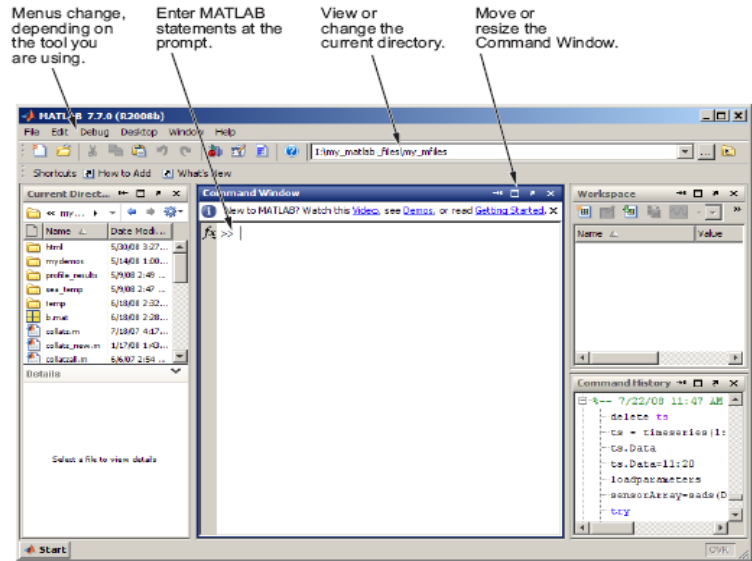 Menus change,
depending on
the tool you
are using.
Enter MATLAB
statements at the
prompt.
View or
change the
current directory.
Move or
resize the
Command Window.
MATLAB 7.7.0 (R2008b)
File Edit Debug Desktop Window Help
I:\my_matlab_files\my_mfiles
Shortcuts How to Add What's New
Current Direct...
« my...
Name Date Modi...
html 5/30/08 3:27...
mydemos 5/14/08 1:00...
profile_results 5/9/08 2:49 ...
sea_temp 5/9/08 2:47 ...
temp 6/18/08 2:32...
b.mat 6/18/08 2:28...
collatz.m 7/18/07 4:17...
collatz_new.m 1/17/08 1:43...
collatzall.m 6/6/07 2:54 ...
Details
Select a file to view details
Command Window
New to MATLAB? Watch this Video, see Demos, or read Getting Started.
fx >>
Workspace
Name Value
Command History
%-- 7/22/08 11:47 AM
delete ts
ts = timeseries(1:
ts.Data
ts.Data=11:20
loadparameters
sensorArray=sads(D
try
Start
OVR